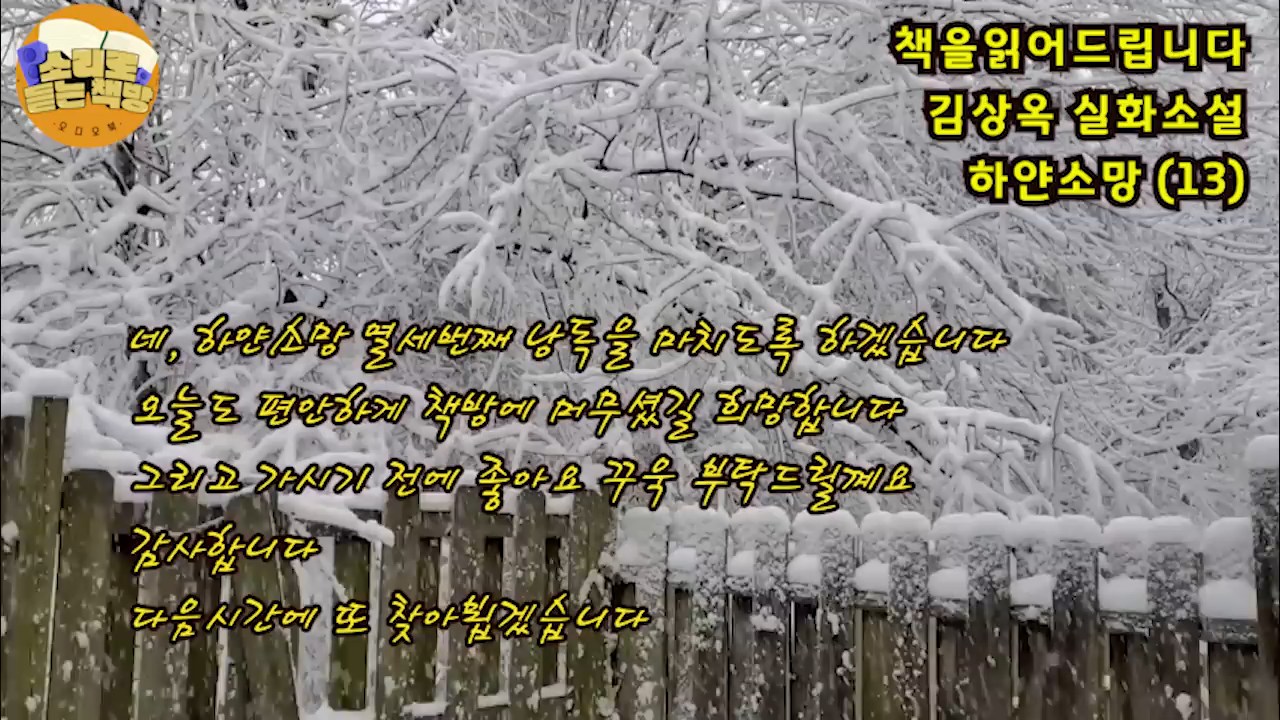 소리로
듣는 책방
·오디오북·
책을읽어드립니다
김상옥 실화소설
하얀소망 (13)
네, 하얀소망 열세번째 낭독을 마치도록 하겠습니다
오늘도 편안하게 책방에 머무셨길 희망합니다
그리고 가시기 전에 좋아요 꾸욱 부탁드릴께요
감사합니다
다음시간에 또 찾아뵙겠습니다